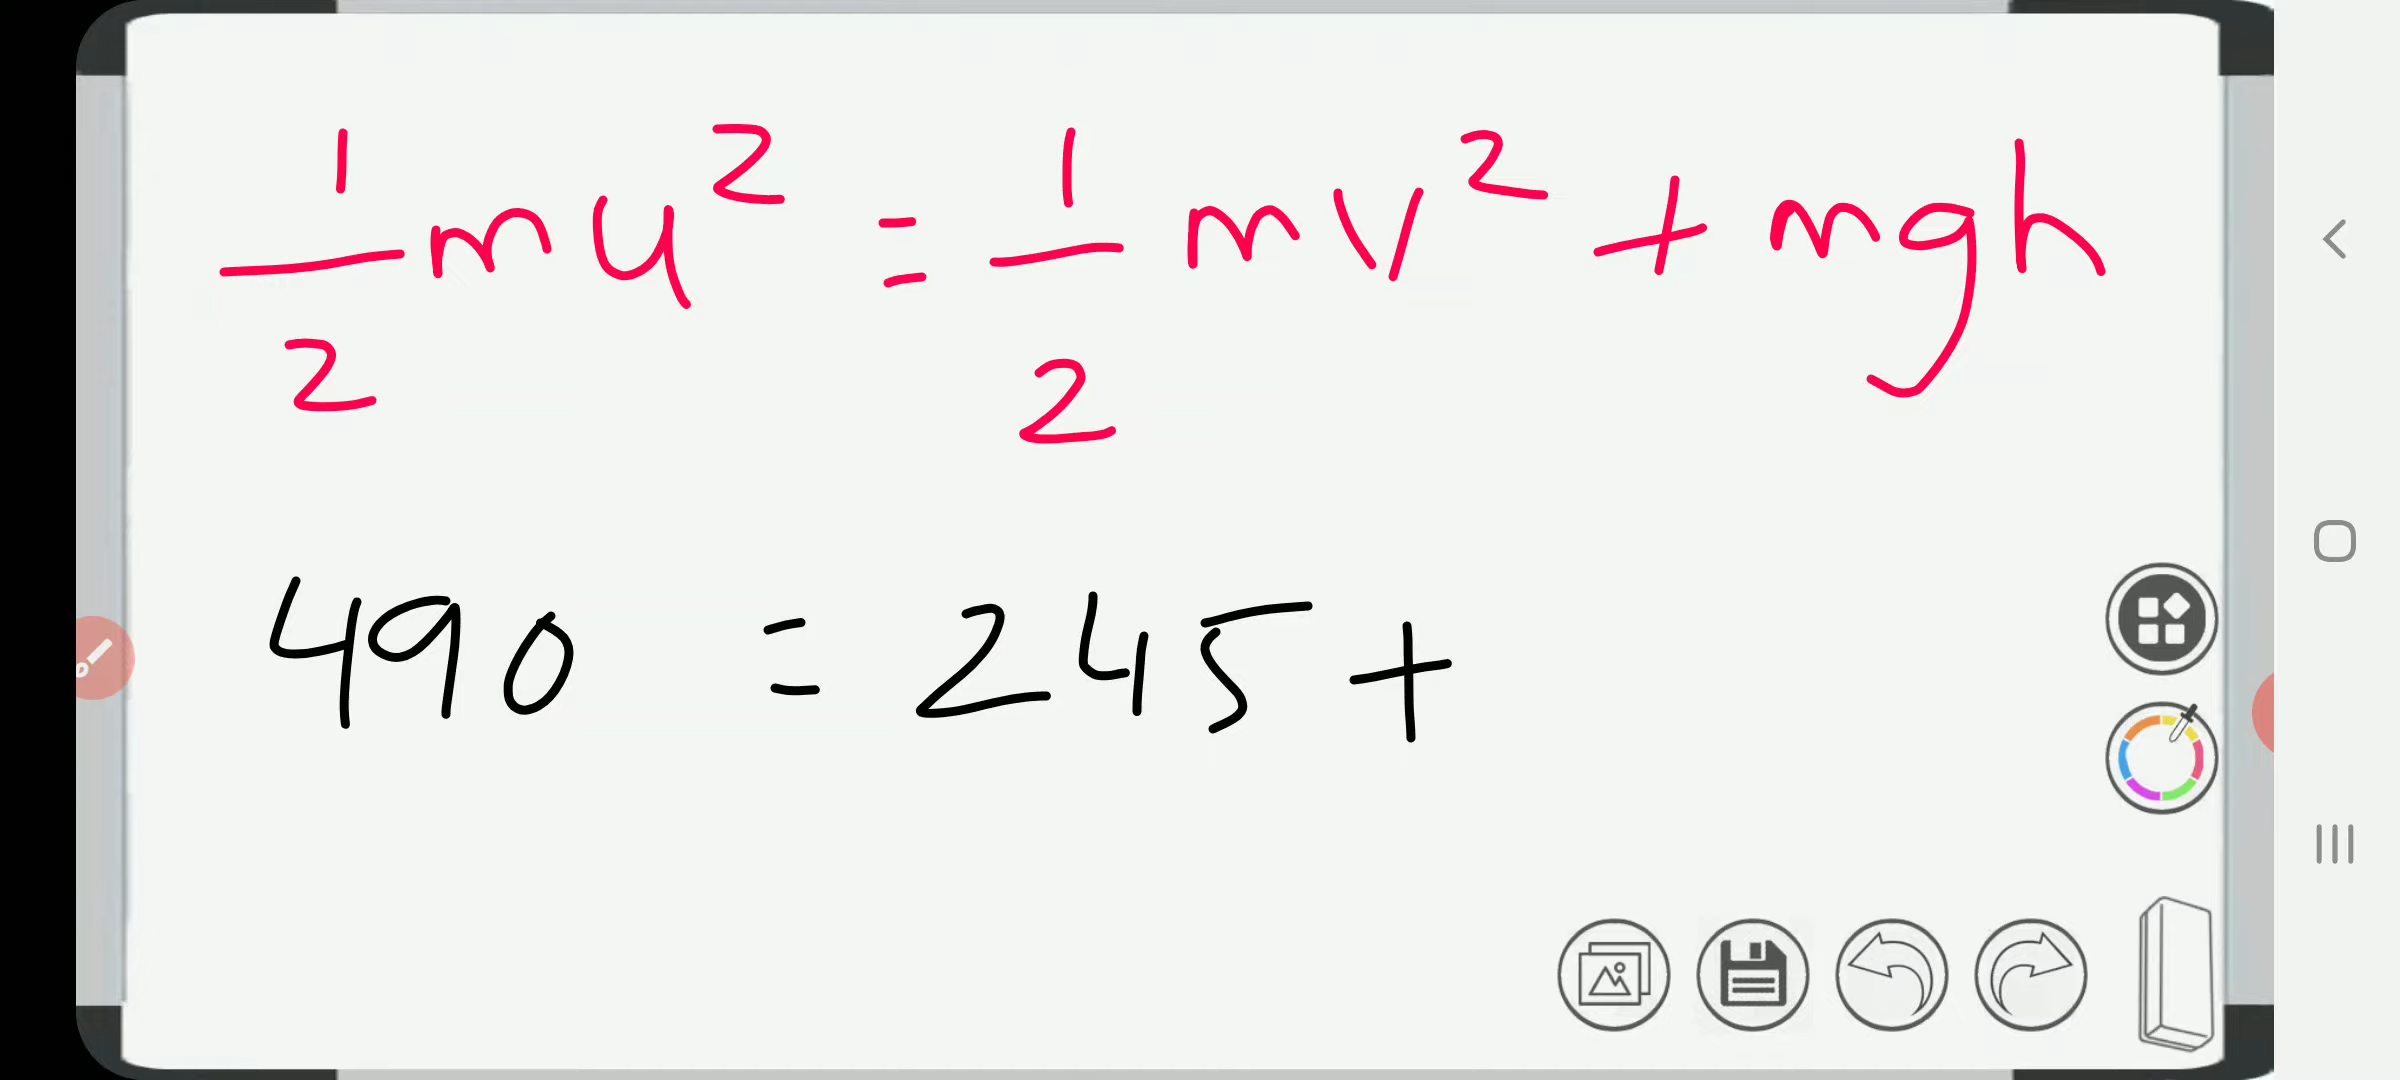 1/2 mu² = 1/2 mv² + mgh
490 = 245 +